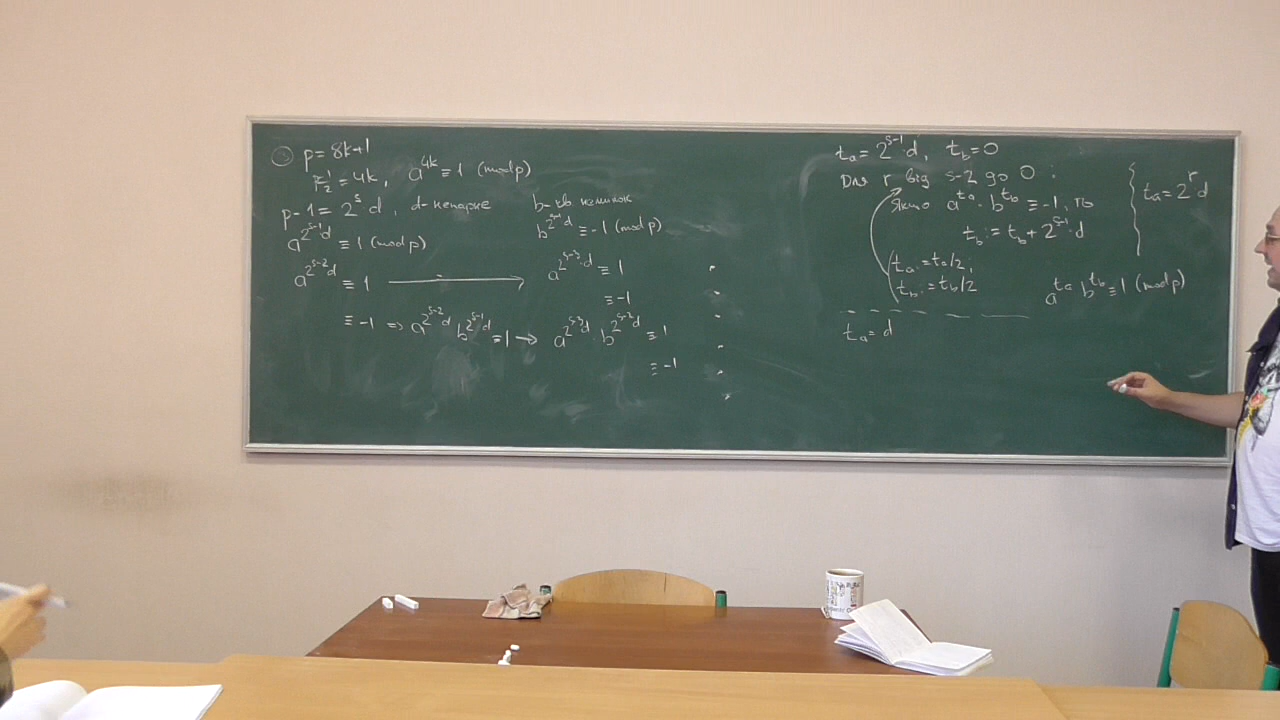 ③ p = 8k+1
p-1/2 = 4k, a^{4k} ≡ 1 (mod p)
p-1 = 2^s d, d - непарне
a^{2^{s-1}d} ≡ 1 (mod p)
a^{2^{s-2}d} ≡ 1
≡ -1 ⇒ a^{2^{s-2}d} b^{2^{s-1}d} ≡ 1 →
b - кв нелишок
b^{2^{s-1}d} ≡ -1 (mod p)
a^{2^{s-3}·d} ≡ 1
≡ -1
a^{2^{s-3}d} · b^{2^{s-2}d} ≡ 1
≡ -1
t_a = 2^{s-1}·d, t_b = 0
Для r від s-2 до 0 :
Якщо a^{t_a} · b^{t_b} ≡ -1, то
t_b := t_b + 2^{s-1}·d
t_a := t_a/2;
t_b := t_b/2
t_a = d
t_a = 2^r d
a^{t_a} b^{t_b} ≡ 1 (mod p)